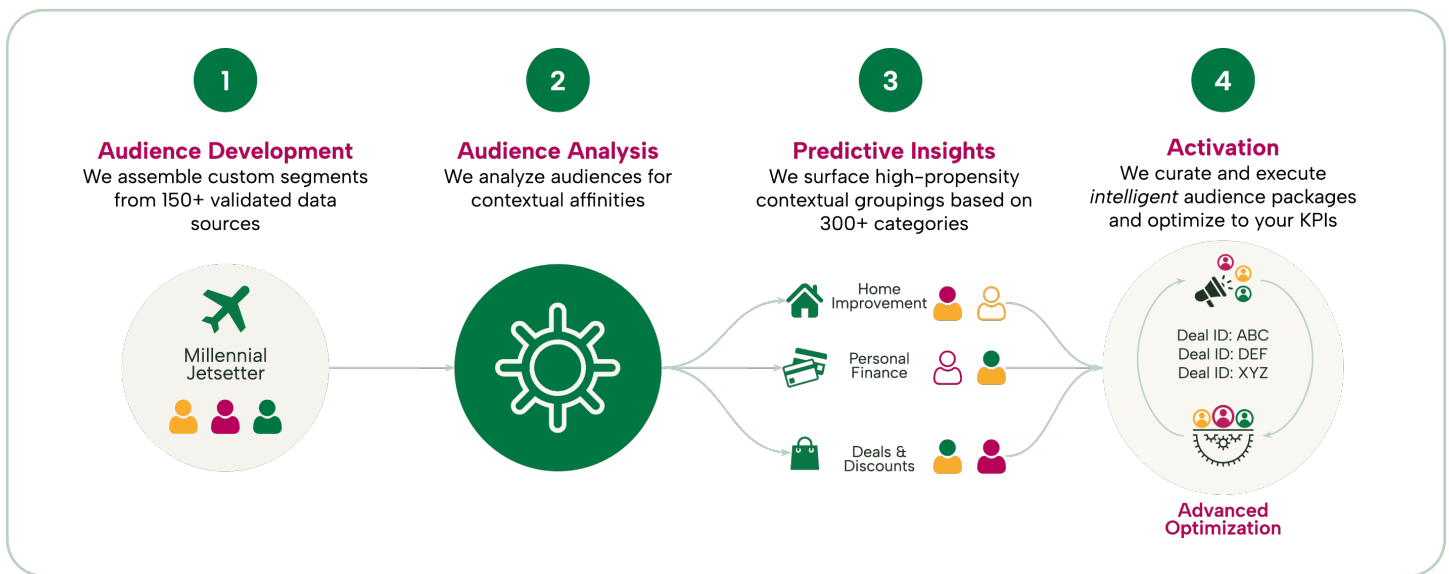 1
Audience Development
We assemble custom segments
from 150+ validated data
sources
Millennial
Jetsetter
2
Audience Analysis
We analyze audiences for
contextual affinities
3
Predictive Insights
We surface high-propensity
contextual groupings based on
300+ categories
Home
Improvement
Personal
Finance
Deals &
Discounts
4
Activation
We curate and execute
intelligent audience packages
and optimize to your KPIs
Deal ID: ABC
Deal ID: DEF
Deal ID: XYZ
Advanced
Optimization